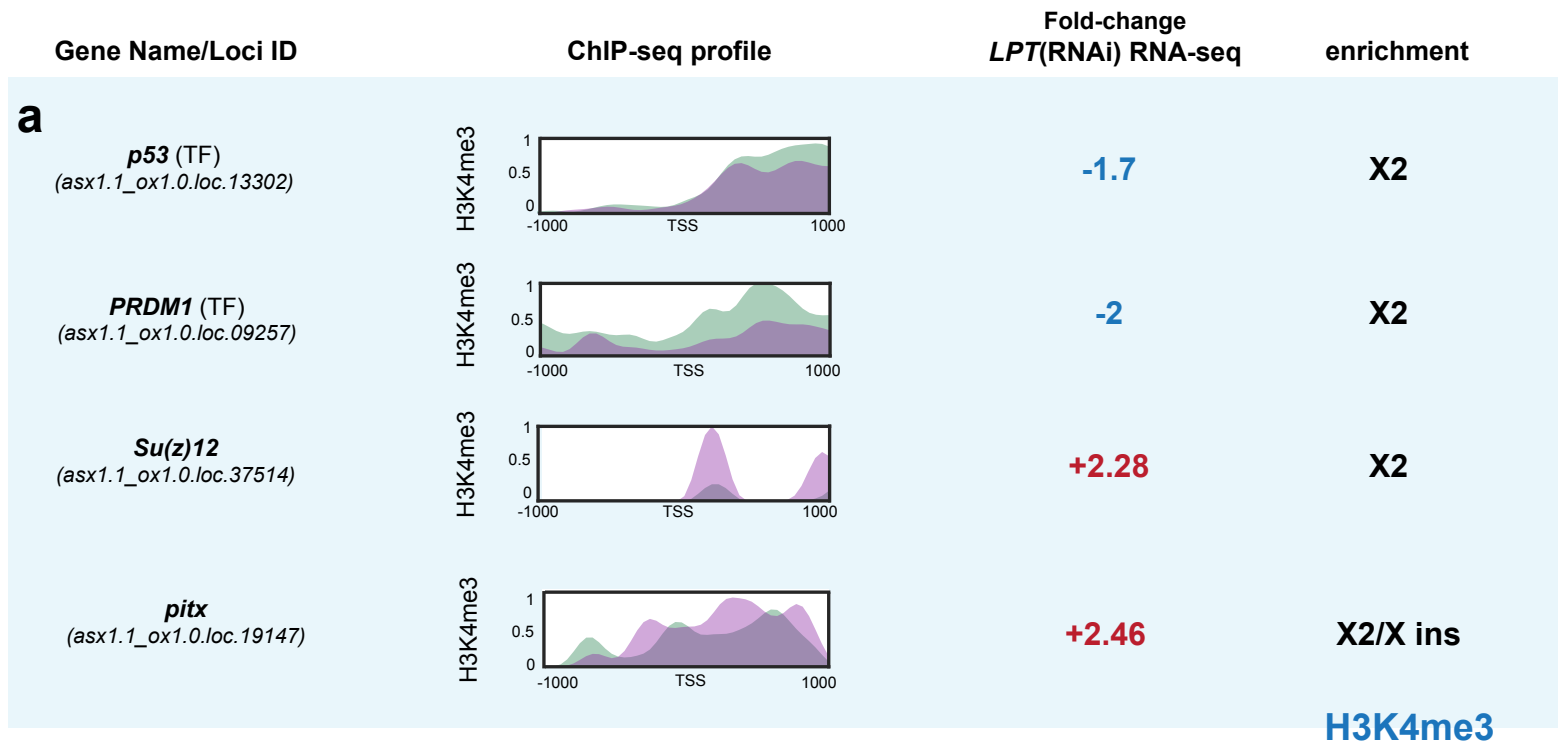 Gene Name/Loci ID
ChIP-seq profile
Fold-change
LPT(RNAi) RNA-seq
enrichment
a
p53 (TF)
(asx1.1_ox1.0.loc.13302)
H3K4me3
1
0.5
0
-1000
TSS
1000
-1.7
X2
PRDM1 (TF)
(asx1.1_ox1.0.loc.09257)
H3K4me3
1
0.5
0
-1000
TSS
1000
-2
X2
Su(z)12
(asx1.1_ox1.0.loc.37514)
H3K4me3
1
0.5
0
-1000
TSS
1000
+2.28
X2
pitx
(asx1.1_ox1.0.loc.19147)
H3K4me3
1
0.5
0
-1000
TSS
1000
+2.46
X2/X ins
H3K4me3